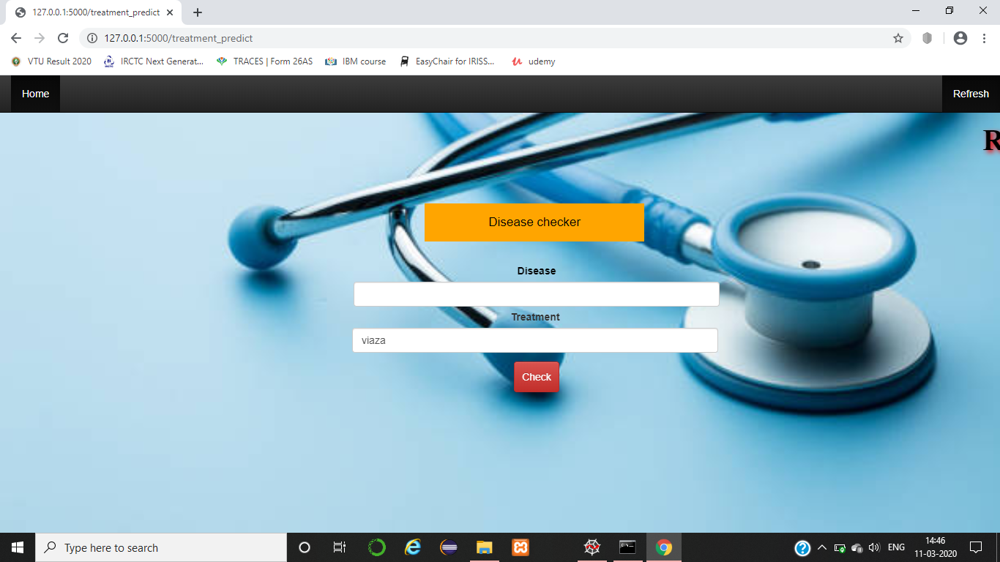 127.0.0.1:5000/treatment_predict
127.0.0.1:5000/treatment_predict
VTU Result 2020 IRCTC Next Generat... TRACES | Form 26AS IBM course EasyChair for IRISS... udemy
Home Refresh
R
Disease checker
Disease
Treatment
viaza
Check
Type here to search
ENG
14:46
11-03-2020